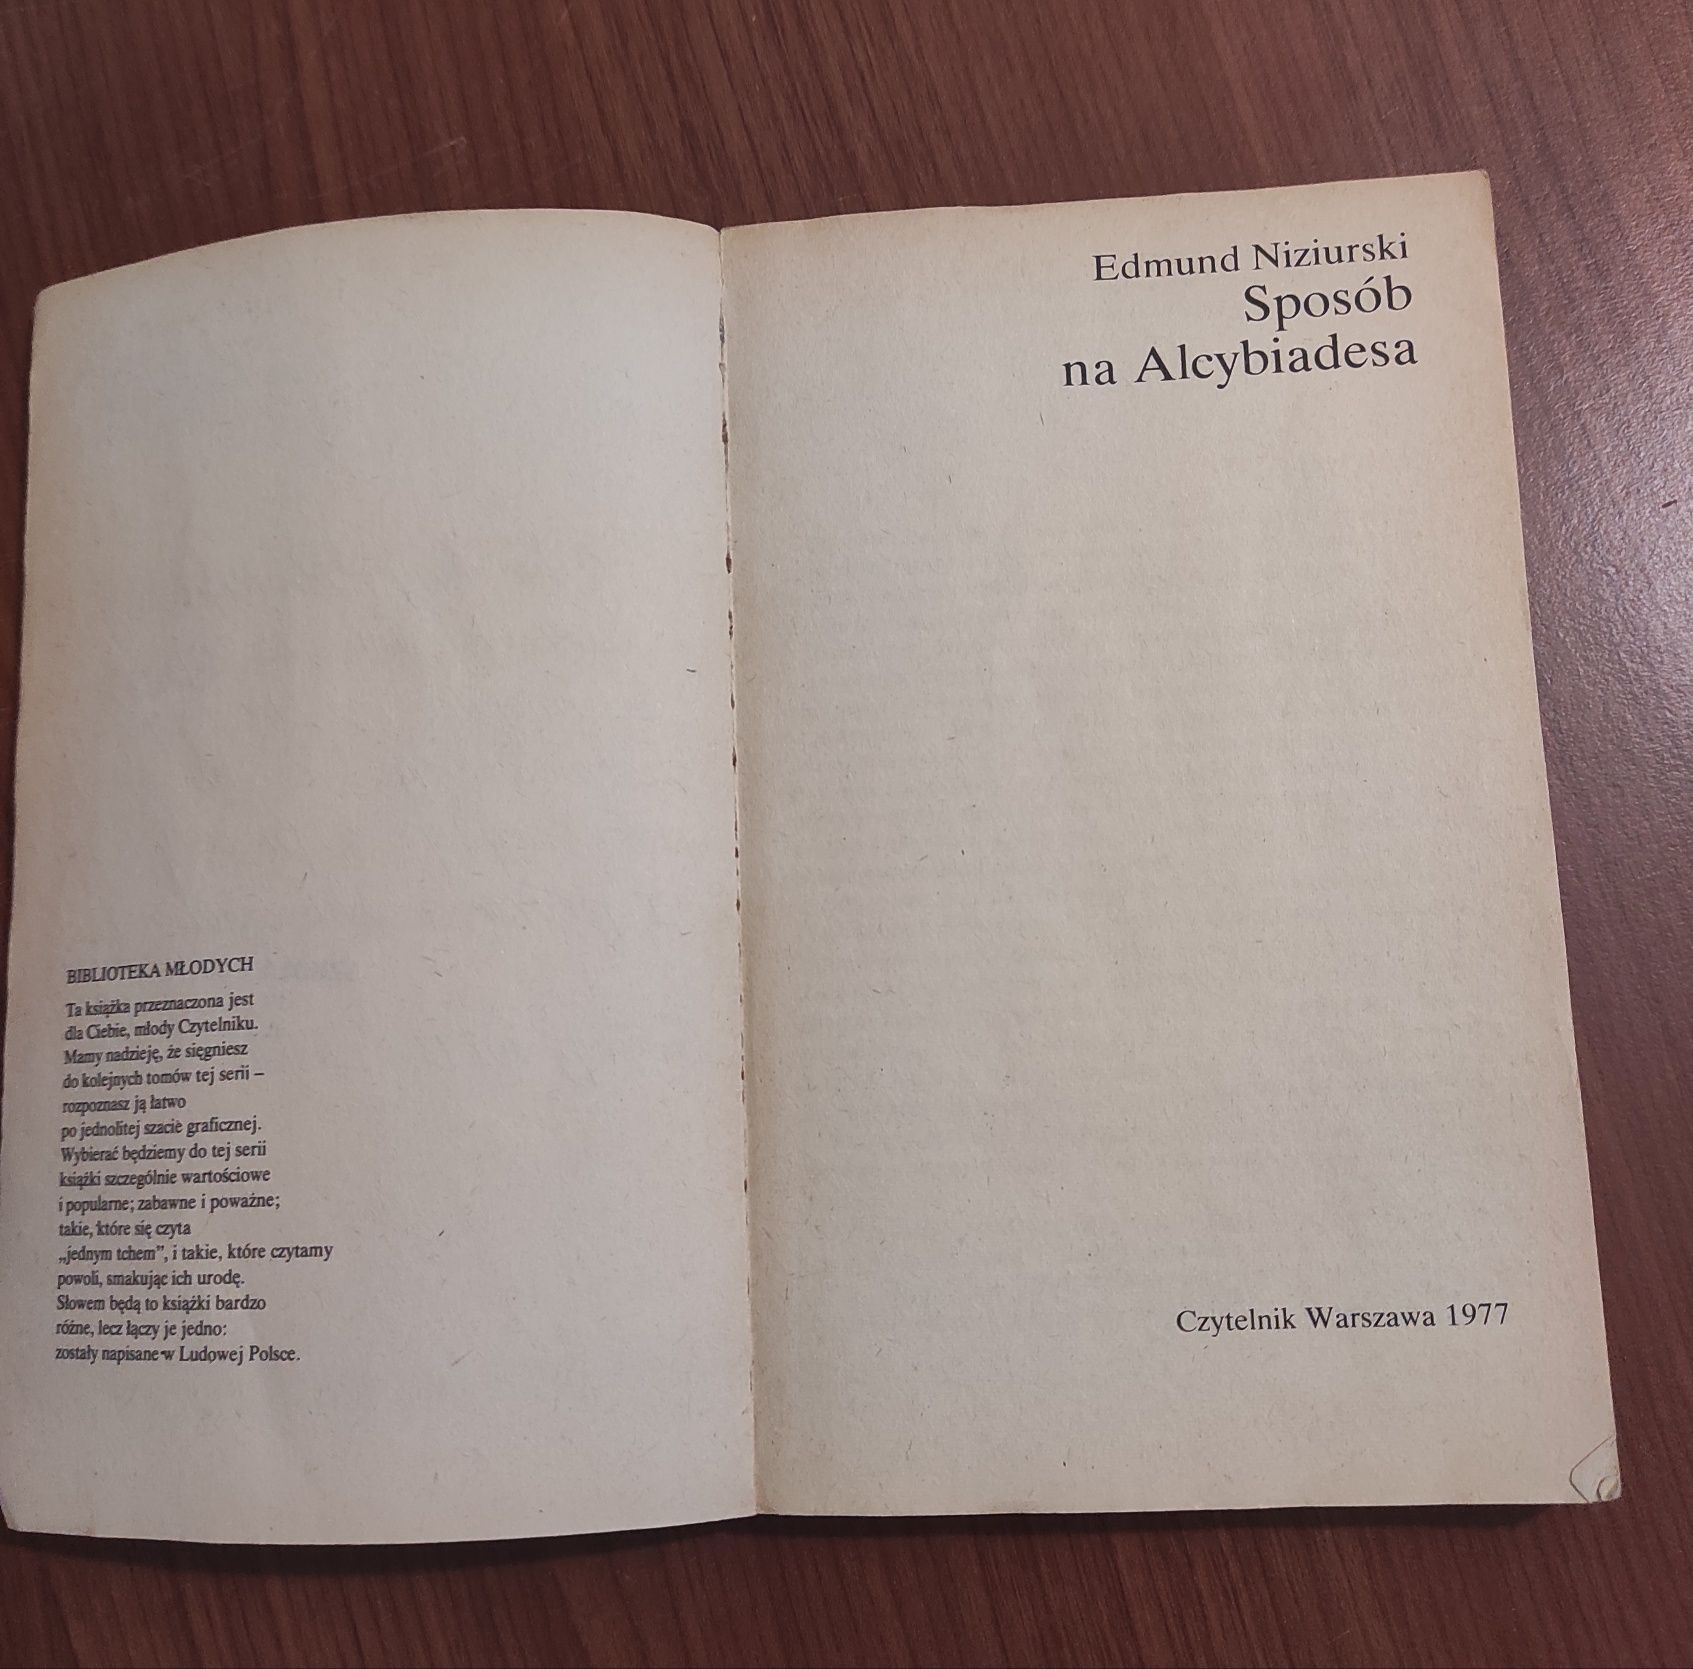 BIBLIOTEKA MŁODYCH
Ta książka przeznaczona jest
dla Ciebie, młody Czytelniku.
Mamy nadzieję, że sięgniesz
do kolejnych tomów tej serii –
rozpoznasz ją łatwo
po jednolitej szacie graficznej.
Wybierać będziemy do tej serii
książki szczególnie wartościowe
i popularne; zabawne i poważne;
takie, które się czyta
„jednym tchem”, i takie, które czytamy
powoli, smakując ich urodę.
Słowem będą to książki bardzo
różne, lecz łączy je jedno:
zostały napisane w Ludowej Polsce.
Edmund Niziurski
Sposób
na Alcybiadesa
Czytelnik Warszawa 1977